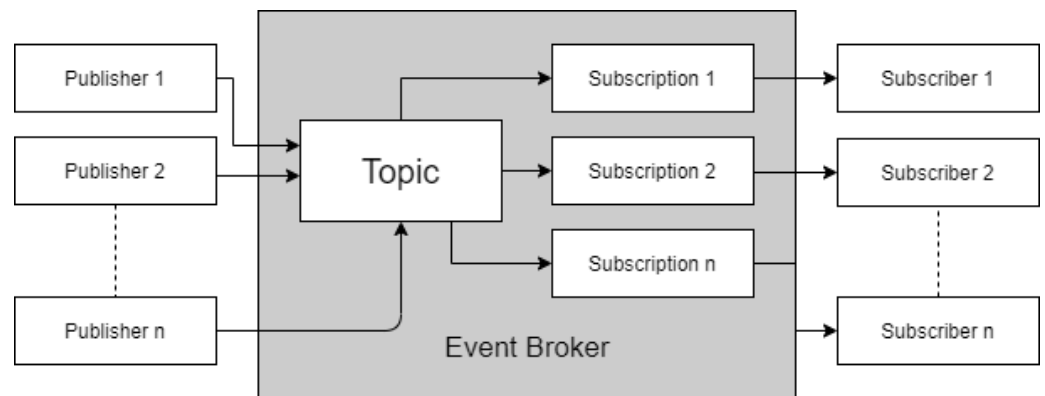 Publisher 1
Subscription 1
Subscriber 1
Publisher 2
Topic
Subscription 2
Subscriber 2
Subscription n
Publisher n
Subscriber n
Event Broker